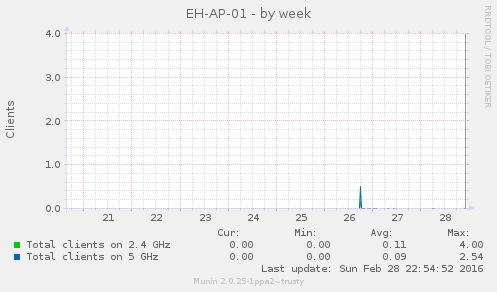 EH-AP-01 - by week
RRDTOOL / TOBI OETIKER
Clients
4.0
3.0
2.0
1.0
0.0
21 22 23 24 25 26 27 28
Cur: Min: Avg: Max:
Total clients on 2.4 GHz 0.00 0.00 0.11 4.00
Total clients on 5 GHz 0.00 0.00 0.09 2.54
Last update: Sun Feb 28 22:54:52 2016
Munin 2.0.25-1ppa2~trusty